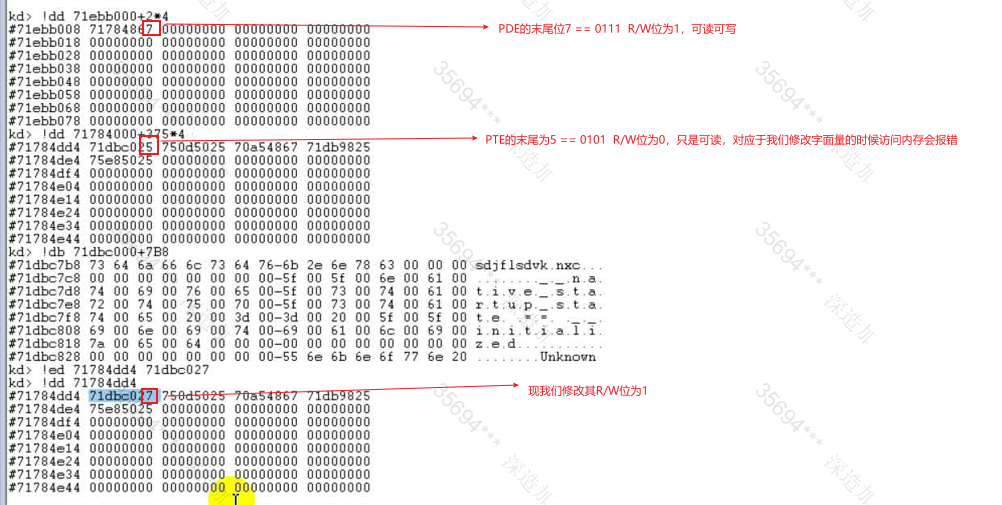 kd> !dd 71ebb000+2*4
#71ebb008 71784867 00000000 00000000 00000000
#71ebb018 00000000 00000000 00000000 00000000
#71ebb028 00000000 00000000 00000000 00000000
#71ebb038 00000000 00000000 00000000 00000000
#71ebb048 00000000 00000000 00000000 00000000
#71ebb058 00000000 00000000 00000000 00000000
#71ebb068 00000000 00000000 00000000 00000000
#71ebb078 00000000 00000000 00000000 00000000
PDE的末尾位7 == 0111 R/W位为1，可读可写
kd> !dd 71784000+375*4
#71784dd4 71dbc025 750d5025 70a54867 71db9825
#71784de4 75e85025 00000000 00000000 00000000
#71784df4 00000000 00000000 00000000 00000000
#71784e04 00000000 00000000 00000000 00000000
#71784e14 00000000 00000000 00000000 00000000
#71784e24 00000000 00000000 00000000 00000000
#71784e34 00000000 00000000 00000000 00000000
#71784e44 00000000 00000000 00000000 00000000
PTE的末尾为5 == 0101 R/W位为0，只是可读，对应于我们修改字面量的时候访问内存会报错
kd> !db 71dbc000+7B8
#71dbc7b8 73 64 6a 66 6c 73 64 76-6b 2e 6e 78 63 00 00 00 sdjflsdvk.nxc...
#71dbc7c8 00 00 00 00 00 00 00 00-5f 00 5f 00 6e 00 61 00 ........_._.n.a.
#71dbc7d8 74 00 69 00 76 00 65 00-5f 00 73 00 74 00 61 00 t.i.v.e._.s.t.a.
#71dbc7e8 72 00 74 00 75 00 70 00-5f 00 73 00 74 00 61 00 r.t.u.p._.s.t.a.
#71dbc7f8 74 00 65 00 20 00 3d 00-3d 00 20 00 5f 00 5f 00 t.e. .=.=. ._._.
#71dbc808 69 00 6e 00 69 00 74 00-69 00 61 00 6c 00 69 00 i.n.i.t.i.a.l.i.
#71dbc818 7a 00 65 00 64 00 00 00-00 00 00 00 00 00 00 00 z.e.d...........
#71dbc828 00 00 00 00 00 00 00 00-55 6e 6b 6e 6f 77 6e 20 ........Unknown
kd> !ed 71784dd4 71dbc027
kd> !dd 71784dd4
#71784dd4 71dbc027 750d5025 70a54867 71db9825
#71784de4 75e85025 00000000 00000000 00000000
#71784df4 00000000 00000000 00000000 00000000
#71784e04 00000000 00000000 00000000 00000000
#71784e14 00000000 00000000 00000000 00000000
#71784e24 00000000 00000000 00000000 00000000
#71784e34 00000000 00000000 00000000 00000000
#71784e44 00000000 00000000 00000000 00000000
现我们修改其R/W位为1
35694***
35694***
35694***
35694***
35694***
35694***